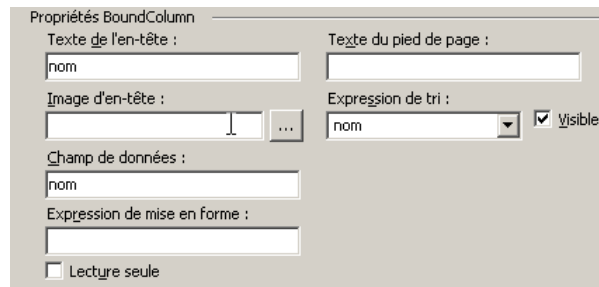 Propriétés BoundColumn
Texte de l'en-tête :
Texte du pied de page :
nom
Image d'en-tête :
Expression de tri :
...
nom
Visible
Champ de données :
nom
Expression de mise en forme :
Lecture seule